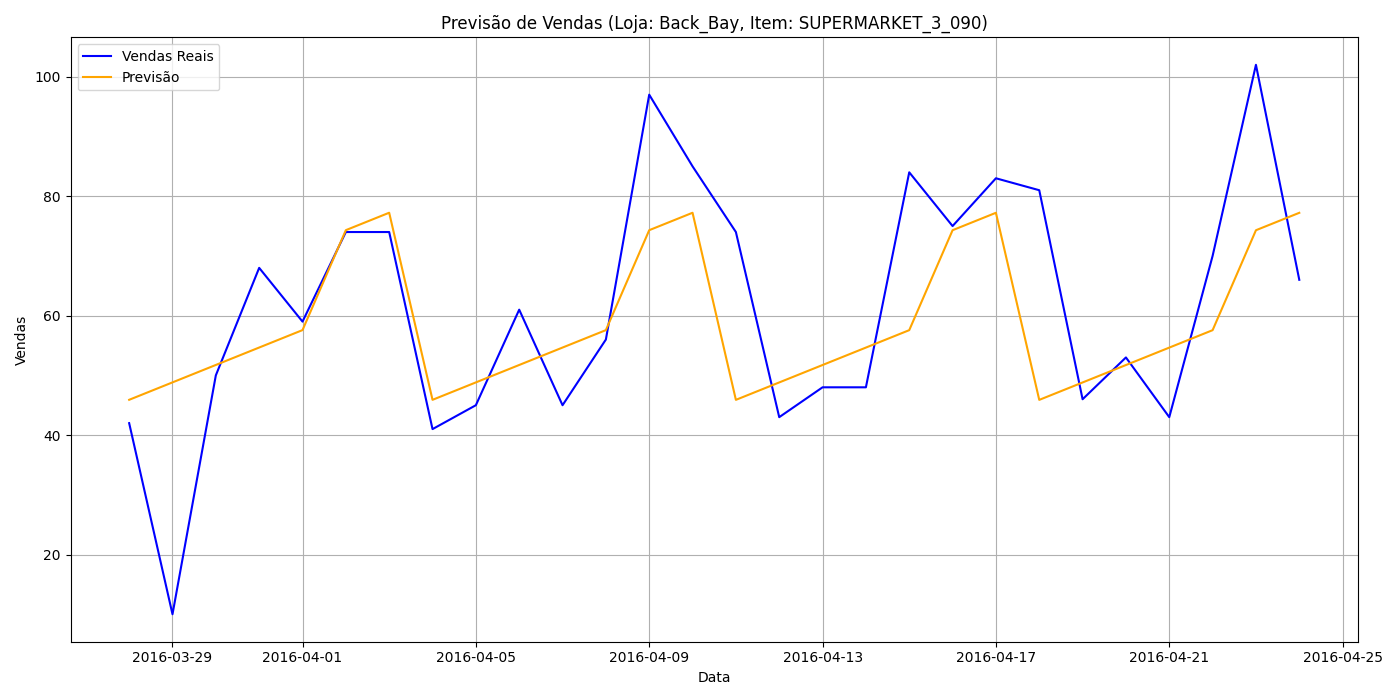 Previsão de Vendas (Loja: Back_Bay, Item: SUPERMARKET_3_090)
Vendas Reais
Previsão
100
80
60
40
20
Vendas
2016-03-29 2016-04-01 2016-04-05 2016-04-09 2016-04-13 2016-04-17 2016-04-21 2016-04-25
Data